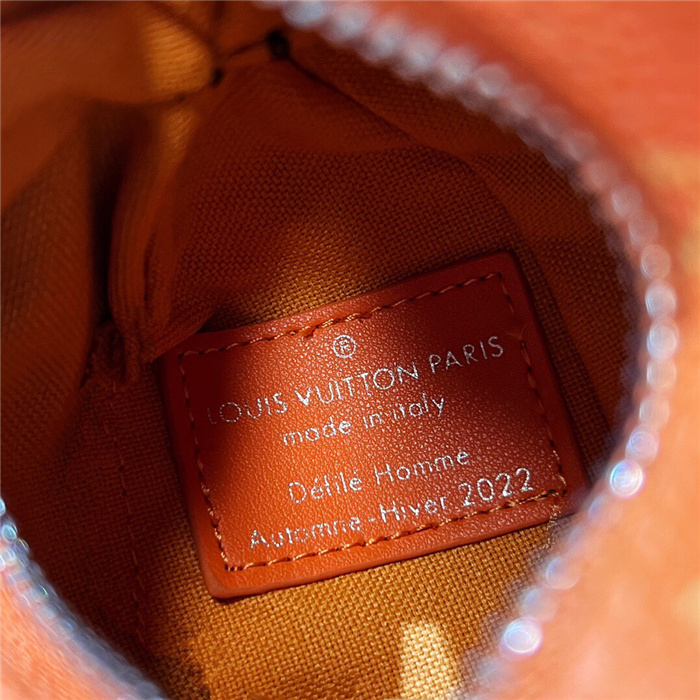 ®
LOUIS VUITTON PARIS
made in italy
Défilé Homme
Automne-Hiver 2022